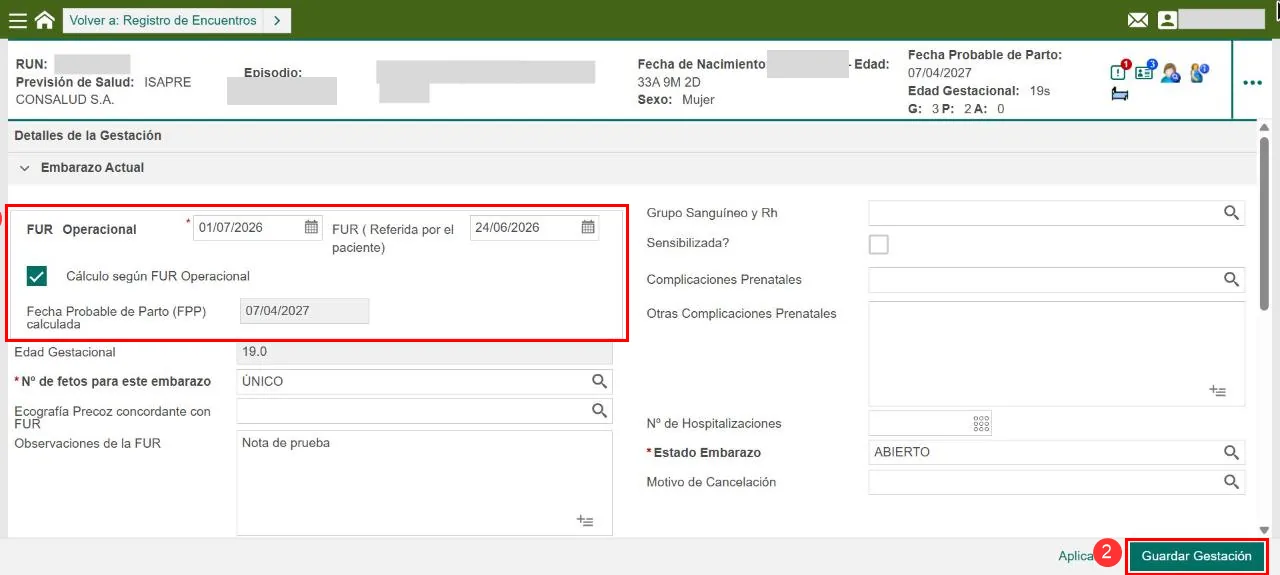 Volver a: Registro de Encuentros
RUN:
Previsión de Salud: ISAPRE
CONSALUD S.A.
Episodio:
Fecha de Nacimiento - Edad:
33A 9M 2D
Sexo: Mujer
Fecha Probable de Parto:
07/04/2027
Edad Gestacional: 19s
G: 3 P: 2 A: 0
1
3
Detalles de la Gestación
Embarazo Actual
FUR Operacional
* 01/07/2026
FUR ( Referida por el
paciente)
24/06/2026
Cálculo según FUR Operacional
Fecha Probable de Parto (FPP)
calculada
07/04/2027
Edad Gestacional
19.0
* Nº de fetos para este embarazo
ÚNICO
Ecografía Precoz concordante con
FUR
Observaciones de la FUR
Nota de prueba
Grupo Sanguíneo y Rh
Sensibilizada?
Complicaciones Prenatales
Otras Complicaciones Prenatales
Nº de Hospitalizaciones
* Estado Embarazo
ABIERTO
Motivo de Cancelación
Aplica
2
Guardar Gestación